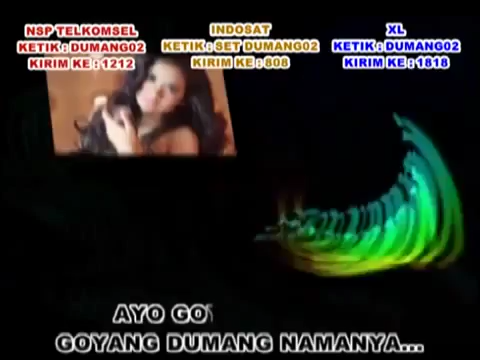 NSP TELKOMSEL
KETIK : DUMANG02
KIRIM KE : 1212
INDOSAT
KETIK : SET DUMANG02
KIRIM KE : 808
XL
KETIK : DUMANG02
KIRIM KE : 1818
AYO GO
GOYANG DUMANG NAMANYA...